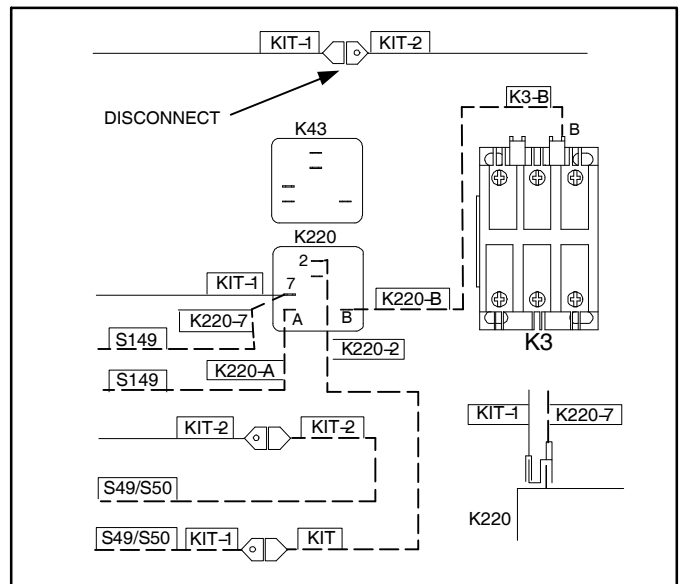 KIT-1 KIT-2
DISCONNECT
K3-B
B
K43
K220
2
KIT-1 7
K220-7 A B K220-B
S149 K220-2 K3
S149 K220-A
KIT-1 K220-7
KIT-2 KIT-2
S49/S50
K220
S49/S50 KIT-1 KIT